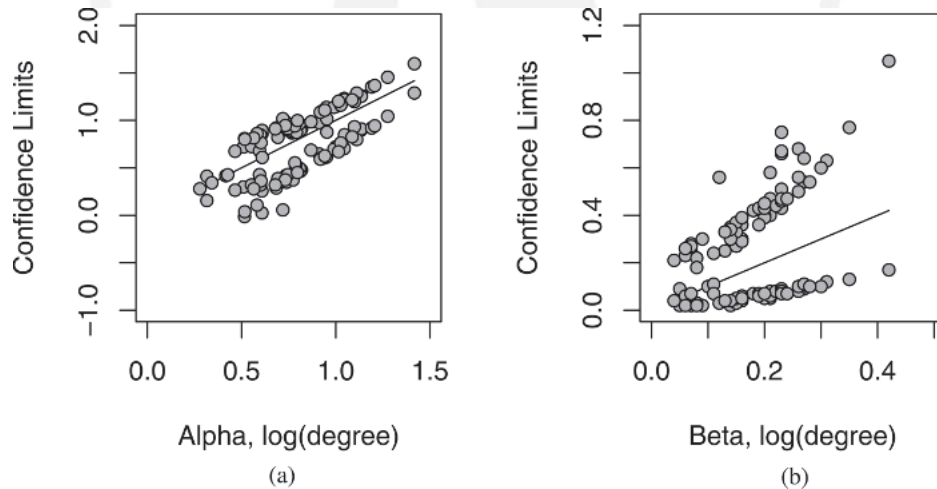 Confidence Limits
2.0
1.0
0.0
−1.0
0.0 0.5 1.0 1.5
Alpha, log(degree)
(a)
Confidence Limits
1.2
0.8
0.4
0.0
0.0 0.2 0.4
Beta, log(degree)
(b)